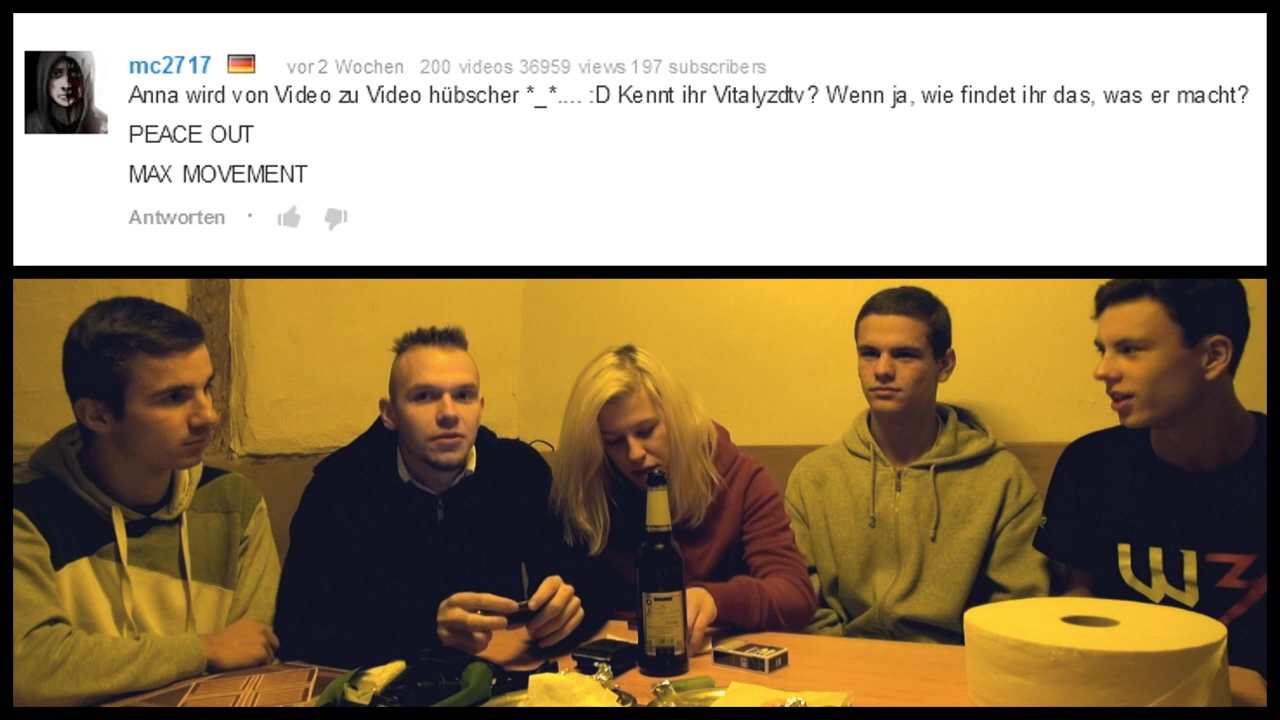 mc2717 vor 2 Wochen 200 videos 36959 views 197 subscribers
Anna wird von Video zu Video hübscher *_*.... :D Kennt ihr Vitalyzdtv? Wenn ja, wie findet ihr das, was er macht?
PEACE OUT
MAX MOVEMENT
Antworten ·
W3